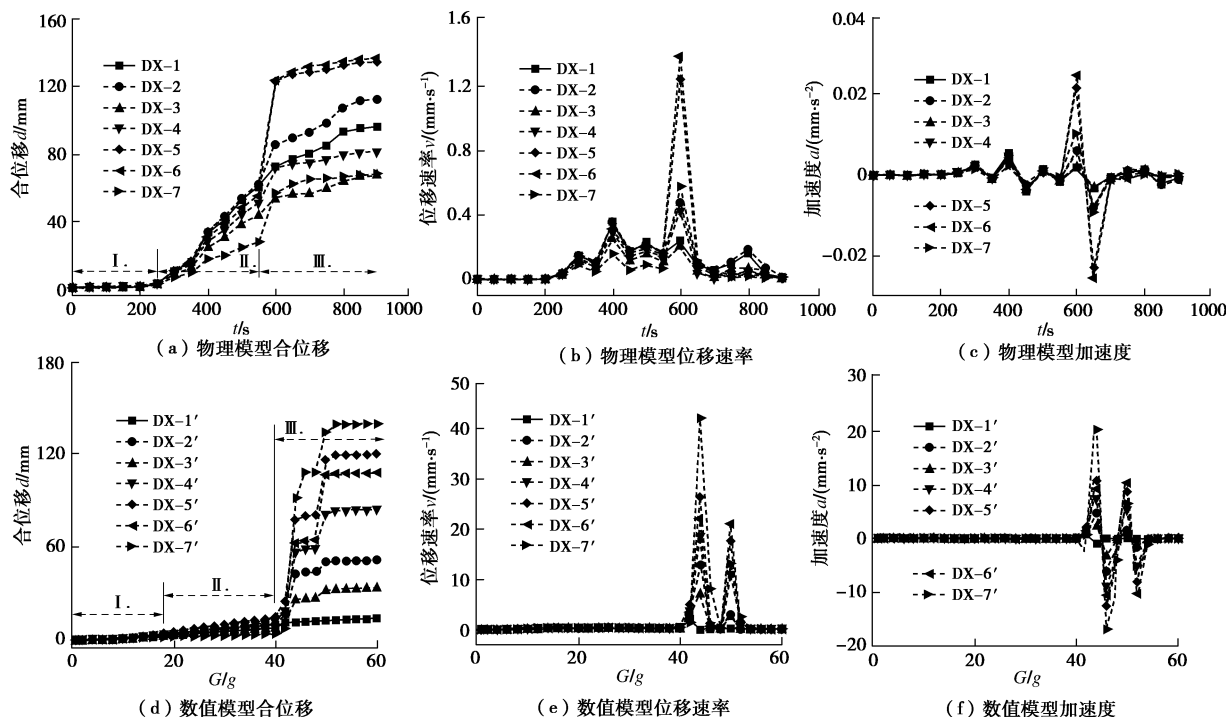 160
120
80
40
0
合位移d/mm
DX-1
DX-2
DX-3
DX-4
DX-5
DX-6
DX-7
Ⅰ.
Ⅱ.
Ⅲ.
0 200 400 600 800 1000
t/s
(a) 物理模型合位移
1.6
1.2
0.8
0.4
0
位移速率v/(mm·s⁻¹)
DX-1
DX-2
DX-3
DX-4
DX-5
DX-6
DX-7
0 200 400 600 800 1000
t/s
(b) 物理模型位移速率
0.04
0.02
0
-0.02
加速度a/(mm·s⁻²)
DX-1
DX-2
DX-3
DX-4
DX-5
DX-6
DX-7
0 200 400 600 800 1000
t/s
(c) 物理模型加速度
180
120
60
0
合位移d/mm
DX-1′
DX-2′
DX-3′
DX-4′
DX-5′
DX-6′
DX-7′
Ⅰ.
Ⅱ.
Ⅲ.
0 20 40 60
G/g
(d) 数值模型合位移
50
40
30
20
10
0
位移速率v/(mm·s⁻¹)
DX-1′
DX-2′
DX-3′
DX-4′
DX-5′
DX-6′
DX-7′
0 20 40 60
G/g
(e) 数值模型位移速率
30
20
10
0
-10
-20
加速度a/(mm·s⁻²)
DX-1′
DX-2′
DX-3′
DX-4′
DX-5′
DX-6′
DX-7′
0 20 40 60
G/g
(f) 数值模型加速度